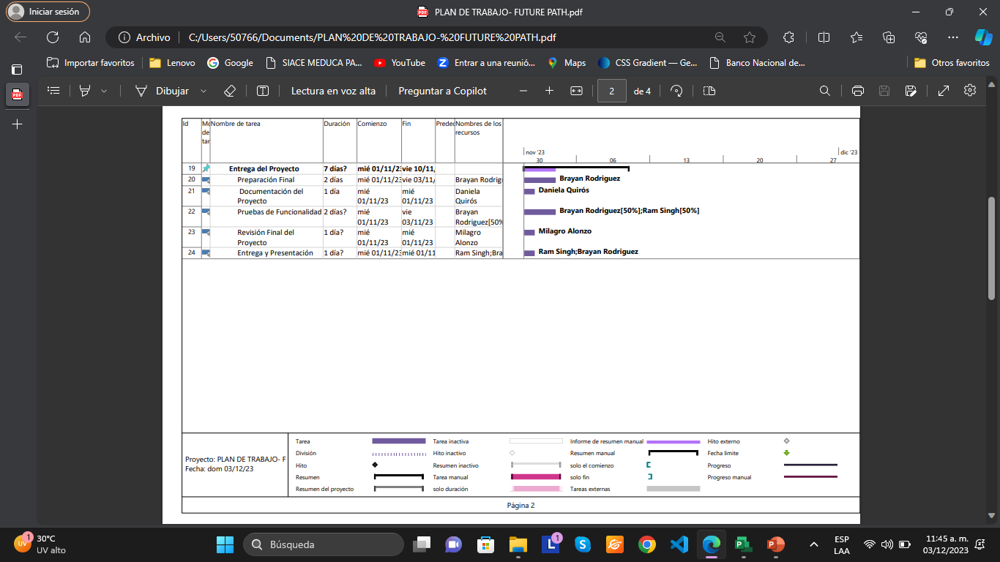 Iniciar sesión
PLAN DE TRABAJO- FUTURE PATH.pdf
Archivo
C:/Users/50766/Documents/PLAN%20DE%20TRABAJO-%20FUTURE%20PATH.pdf
Importar favoritos
Lenovo
Google
SIACE MEDUCA PA...
YouTube
Entrar a una reunió...
Maps
CSS Gradient — Ge...
Banco Nacional de...
Otros favoritos
Dibujar
Lectura en voz alta
Preguntar a Copilot
2
de 4
Id
Mo
de
tar
Nombre de tarea
Duración
Comienzo
Fin
Predec
Nombres de los
recursos
nov '23
dic '23
30
06
13
20
27
19
Entrega del Proyecto
7 días?
mié 01/11/23
vie 10/11/
20
Preparación Final
2 días
mié 01/11/23
vie 03/11/
Brayan Rodrig
Brayan Rodriguez
21
Documentación del
Proyecto
1 día
mié
01/11/23
mié
01/11/23
Daniela
Quirós
Daniela Quirós
22
Pruebas de Funcionalidad
2 días?
mié
01/11/23
vie
03/11/23
Brayan
Rodriguez[50%
Brayan Rodriguez[50%];Ram Singh[50%]
23
Revisión Final del
Proyecto
1 día?
mié
01/11/23
mié
01/11/23
Milagro
Alonzo
Milagro Alonzo
24
Entrega y Presentación
1 día?
mié 01/11/23
mié 01/11
Ram Singh;Bra
Ram Singh;Brayan Rodriguez
Proyecto: PLAN DE TRABAJO- F
Fecha: dom 03/12/23
Tarea
División
Hito
Resumen
Resumen del proyecto
Tarea inactiva
Hito inactivo
Resumen inactivo
Tarea manual
solo duración
Informe de resumen manual
Resumen manual
solo el comienzo
solo fin
Tareas externas
Hito externo
Fecha límite
Progreso
Progreso manual
Página 2
UV
1
30°C
UV alto
Búsqueda
1
ESP
LAA
11:45 a. m.
03/12/2023